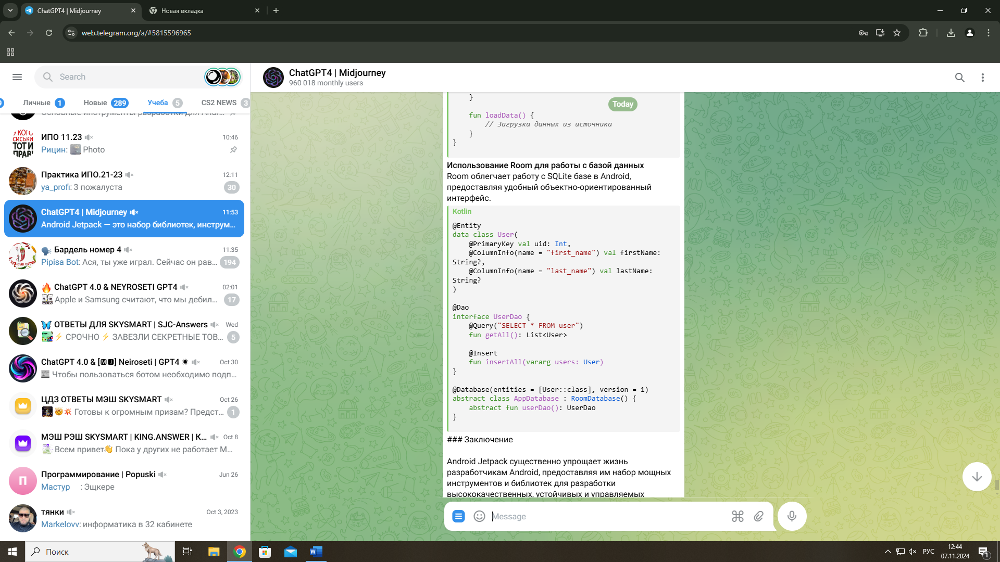 ChatGPT4 | Midjourney
Новая вкладка
web.telegram.org/a/#5815596965
Search
Личные 1
Новые 289
Учеба 5
CS2 NEWS 3
Основные инструменты разработки для Andr...
ИПО 11.23
10:46
Рицин: Photo
Практика ИПО.21-23
12:11
ya_profi: 3 пожалуста
30
ChatGPT4 | Midjourney
11:53
Android Jetpack — это набор библиотек, инструм...
Бардель номер 4
11:35
Pipisa Bot: Ася, ты уже играл. Сейчас он рав...
194
ChatGPT 4.0 & NEYROSETI GPT4
02:01
Apple и Samsung считают, что мы дебил...
17
ОТВЕТЫ ДЛЯ SKYSMART | SJC-Answers
Wed
СРОЧНО ⚡ ЗАВЕЗЛИ СЕКРЕТНЫЕ ТОВ...
5
ChatGPT 4.0 & [🅼🅹] Neiroseti | GPT4
Oct 30
Чтобы пользоваться ботом необходимо подп...
ЦДЗ ОТВЕТЫ МЭШ SKYSMART
Oct 26
Готовы к огромным призам? Предст...
1
МЭШ РЭШ SKYSMART | KING.ANSWER | К...
Oct 8
Всем привет👋 Пока у других не работает М...
П
Программирование | Popuski
Jun 26
Мастур : Эщкере
тянки
Oct 3, 2023
Markelovv: информатика в 32 кабинете
ChatGPT4 | Midjourney
960 018 monthly users
Today
}
fun loadData() {
// Загрузка данных из источника
}
}
Использование Room для работы с базой данных
Room облегчает работу с SQLite базе в Android,
предоставляя удобный объектно-ориентированный
интерфейс.
Kotlin
@Entity
data class User(
@PrimaryKey val uid: Int,
@ColumnInfo(name = "first_name") val firstName:
String?,
@ColumnInfo(name = "last_name") val lastName:
String?
)
@Dao
interface UserDao {
@Query("SELECT * FROM user")
fun getAll(): List<User>
@Insert
fun insertAll(vararg users: User)
}
@Database(entities = [User::class], version = 1)
abstract class AppDatabase : RoomDatabase() {
abstract fun userDao(): UserDao
}
### Заключение
Android Jetpack существенно упрощает жизнь
разработчикам Android, предоставляя им набор мощных
инструментов и библиотек для разработки
высококачественных, устойчивых и управляемых
Message
Поиск
РУС
12:44
07.11.2024
1